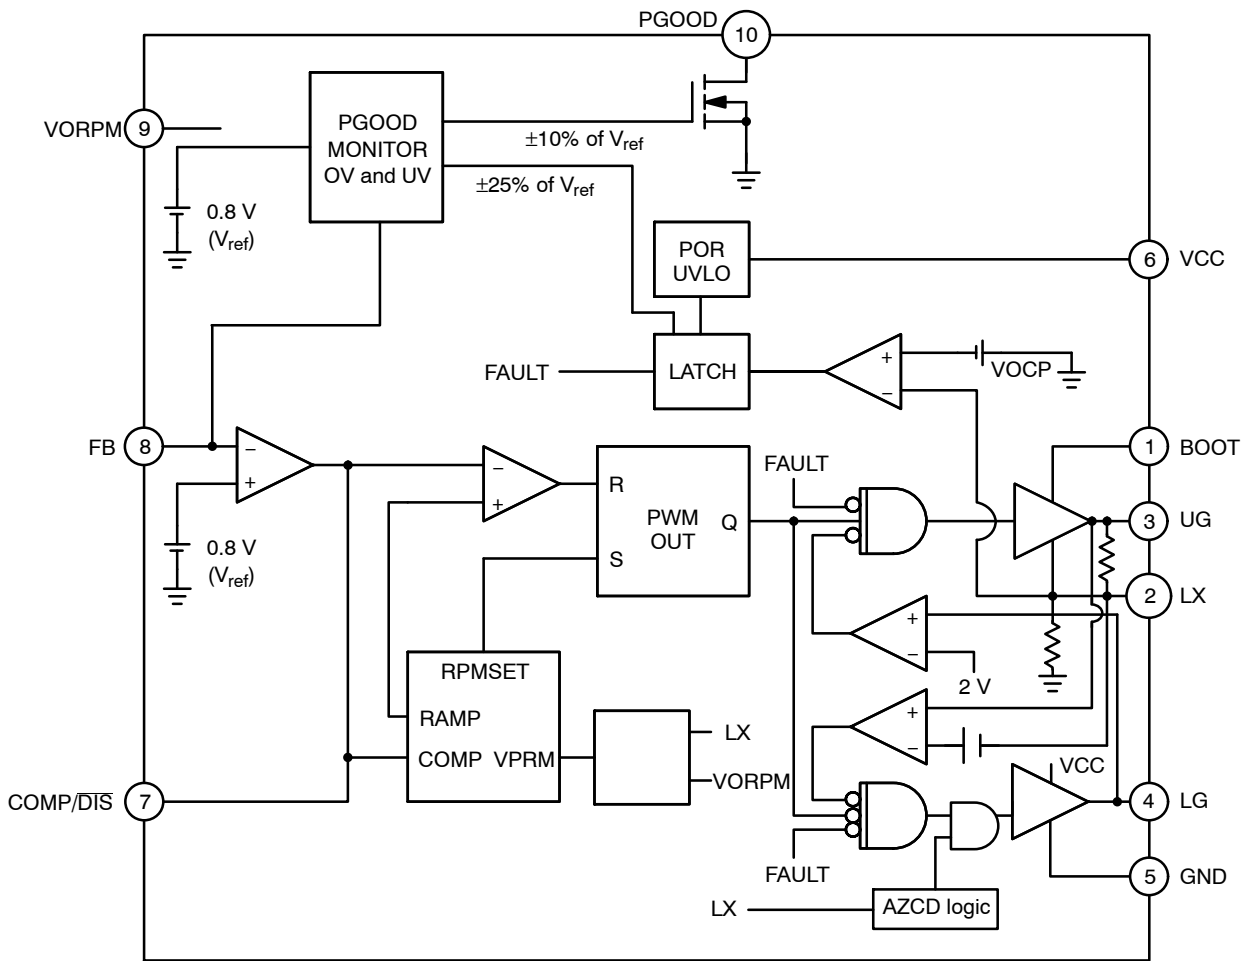 PGOOD
10
VORPM
9
PGOOD
MONITOR
OV and UV
±10% of Vref
±25% of Vref
0.8 V
(Vref)
POR
UVLO
6
VCC
FAULT
LATCH
+
−
VOCP
FB
8
−
+
0.8 V
(Vref)
−
+
R
S
PWM
OUT
Q
FAULT
1
BOOT
3
UG
2
LX
+
−
2 V
RPMSET
RAMP
COMP
VPRM
LX
VORPM
+
−
VCC
COMP/DIS
7
4
LG
FAULT
5
GND
LX
AZCD logic